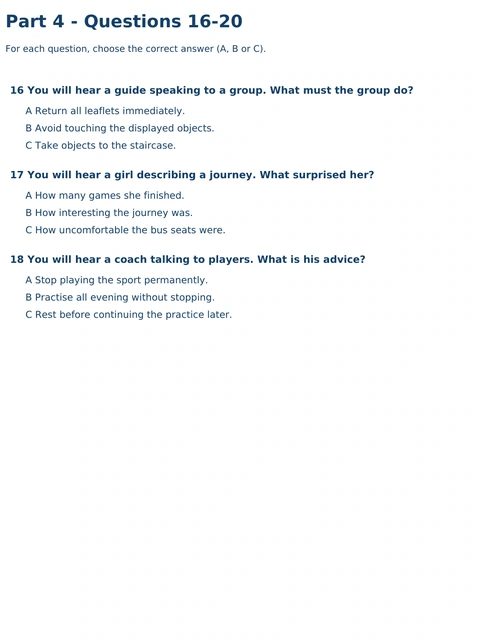 Part 4 - Questions 16-20
For each question, choose the correct answer (A, B or C).
16 You will hear a guide speaking to a group. What must the group do?
A Return all leaflets immediately.
B Avoid touching the displayed objects.
C Take objects to the staircase.
17 You will hear a girl describing a journey. What surprised her?
A How many games she finished.
B How interesting the journey was.
C How uncomfortable the bus seats were.
18 You will hear a coach talking to players. What is his advice?
A Stop playing the sport permanently.
B Practise all evening without stopping.
C Rest before continuing the practice later.